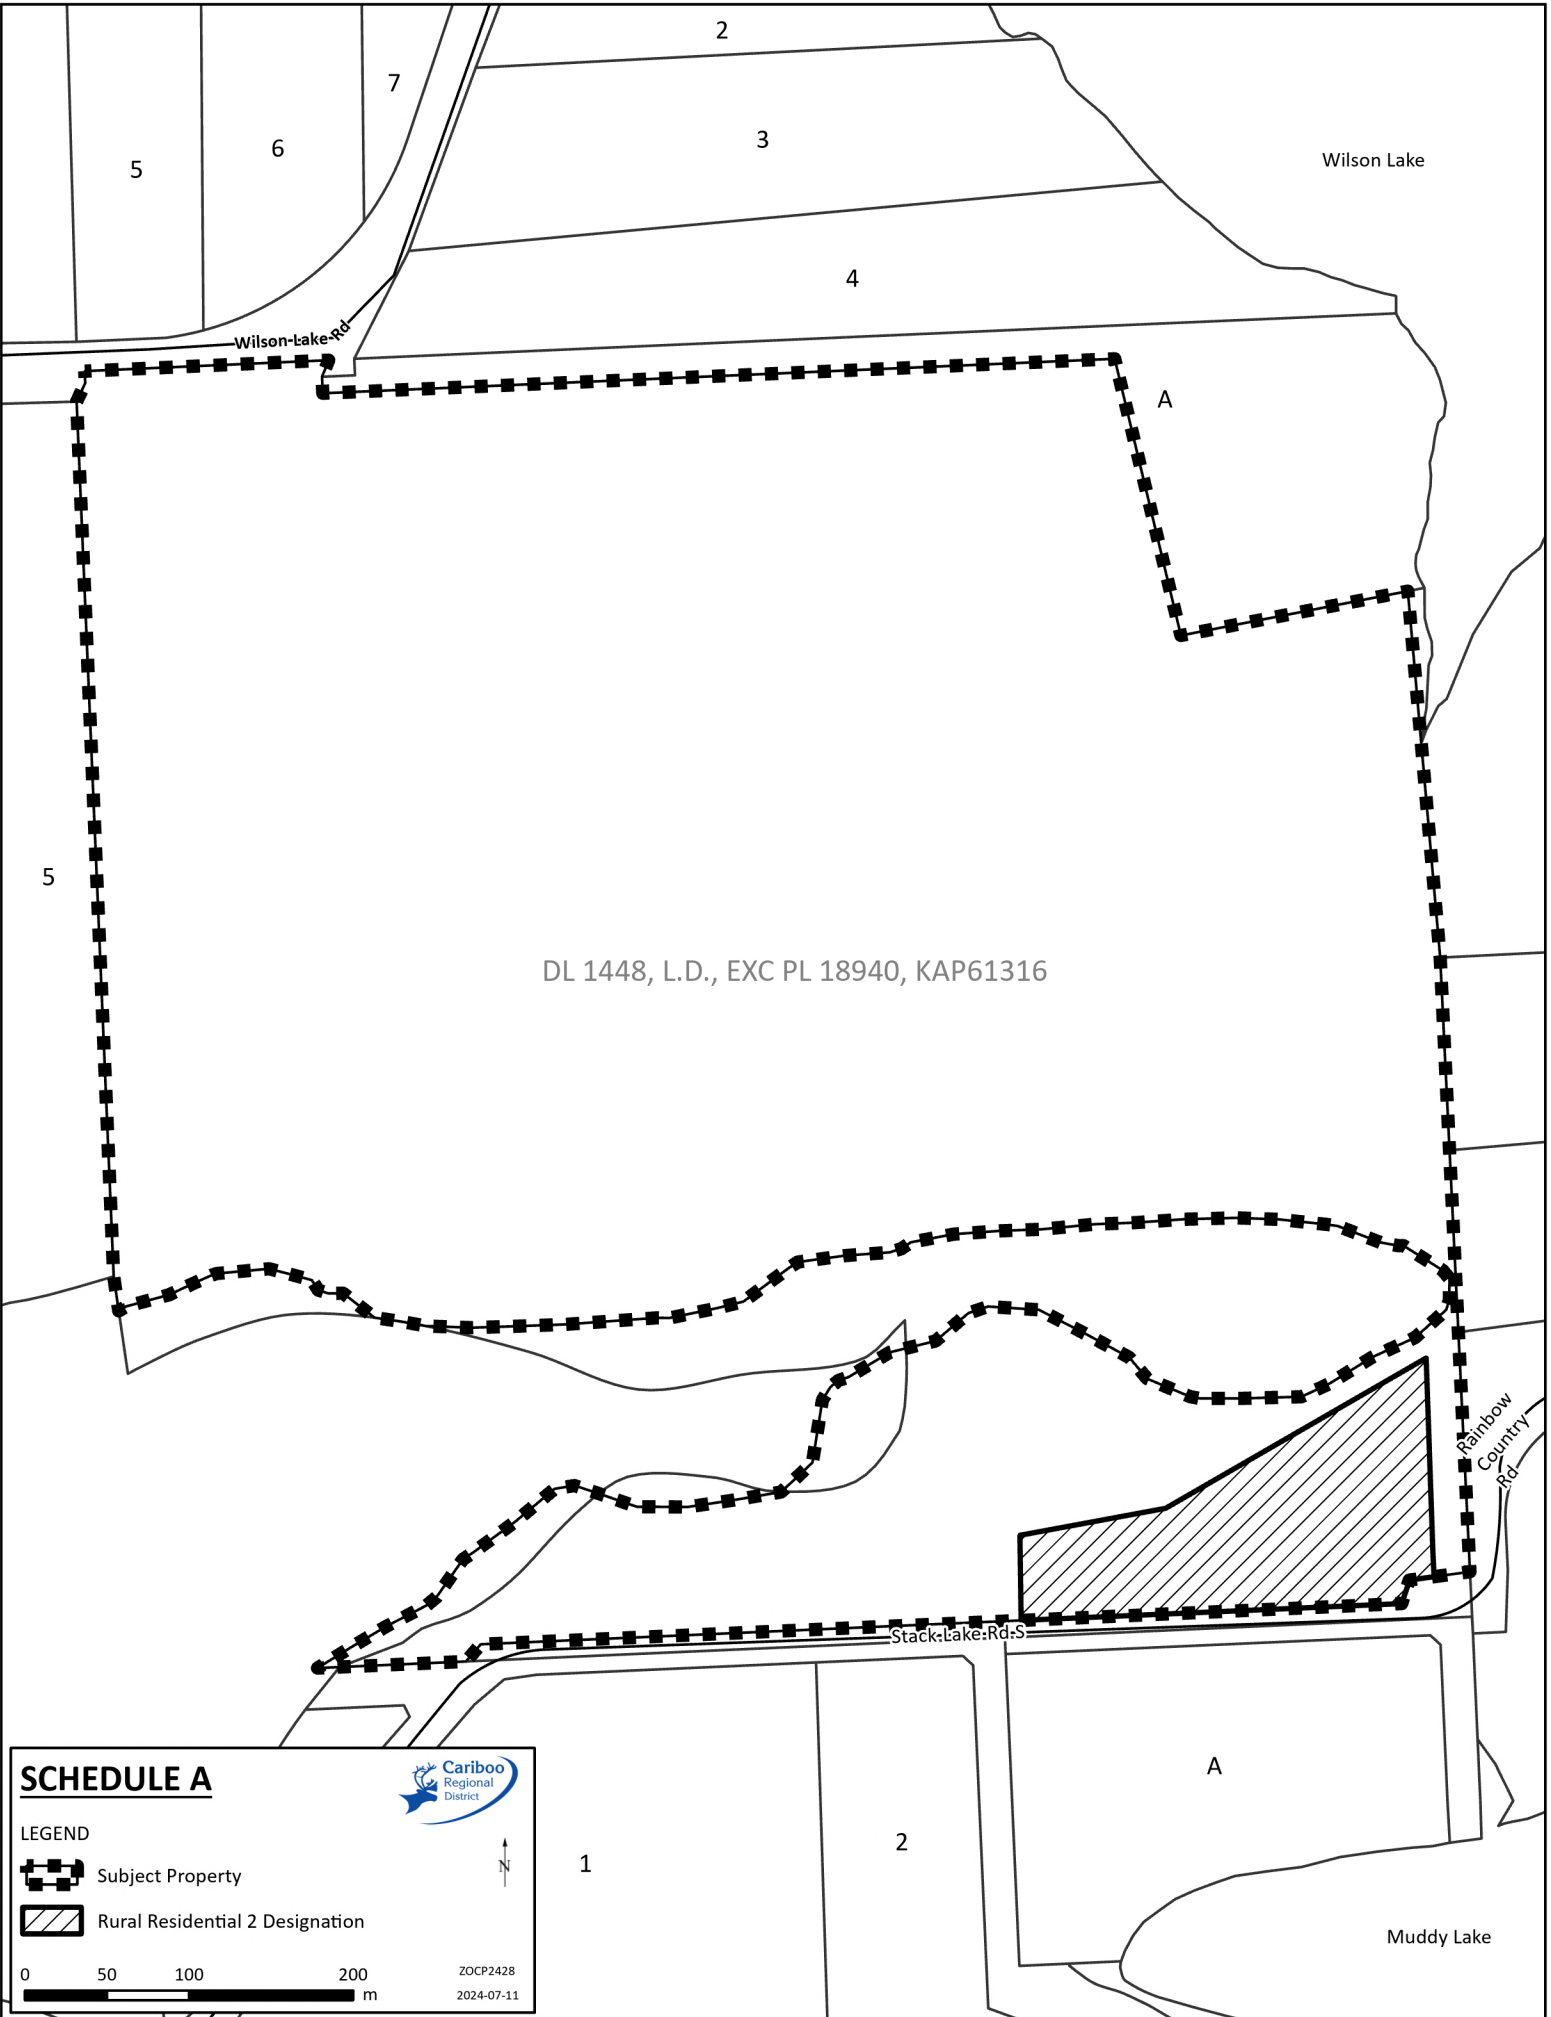 2
7
3
6
Wilson Lake
5
4
Wilson-Lake-Rd
A
5
DL 1448, L.D., EXC PL 18940, KAP61316
Rainbow
Country
Rd
Stack-Lake-Rd-S
SCHEDULE A
Cariboo
Regional
District
A
LEGEND
2
N
1
Subject Property
Rural Residential 2 Designation
Muddy Lake
0 50 100 200
m
ZOCP2428
2024-07-11